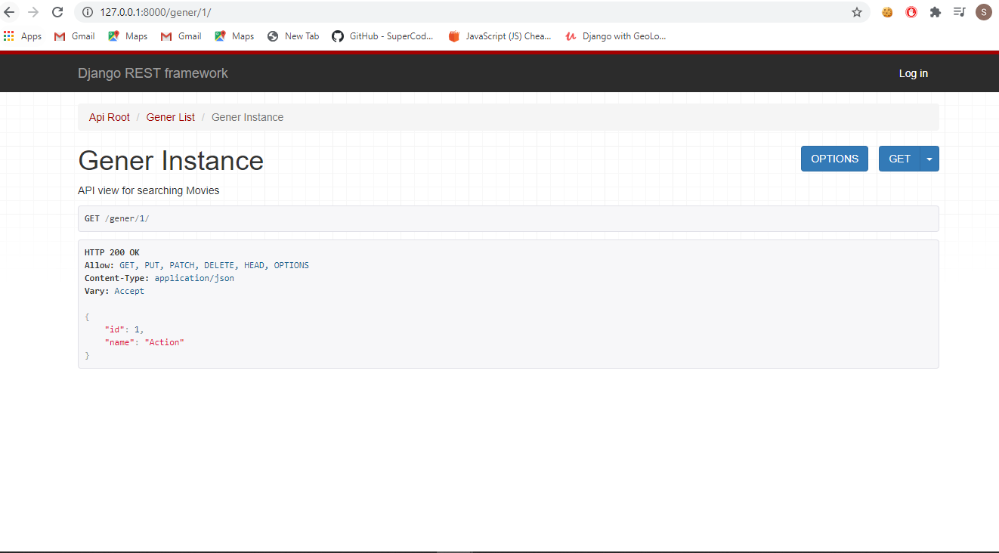 127.0.0.1:8000/gener/1/
S
Apps Gmail Maps Gmail Maps New Tab GitHub - SuperCod... JavaScript (JS) Chea... Django with GeoLo...
Django REST framework Log in
Api Root / Gener List / Gener Instance
Gener Instance OPTIONS GET
API view for searching Movies
GET /gener/1/
HTTP 200 OK
Allow: GET, PUT, PATCH, DELETE, HEAD, OPTIONS
Content-Type: application/json
Vary: Accept
{
"id": 1,
"name": "Action"
}